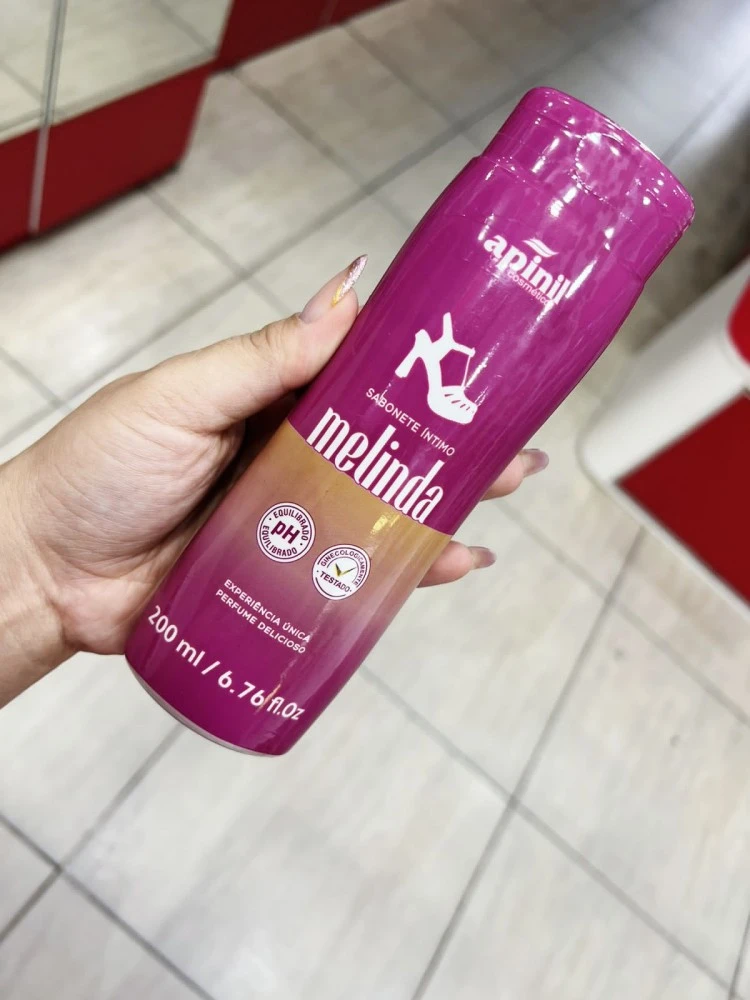 apinil
cosmético
SABONETE ÍNTIMO
melinda
EQUILIBRADO
pH
EQUILIBRADO
GINECOLOGICAMENTE
TESTADO
EXPERIÊNCIA ÚNICA
PERFUME DELICIOSO
200 ml / 6.76 fl.oz